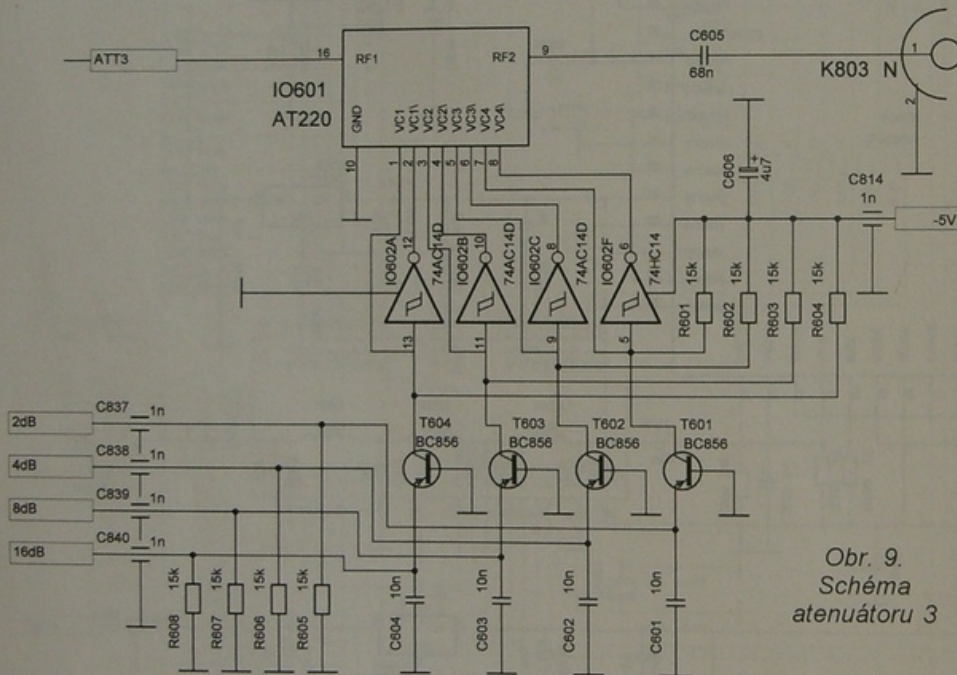 ATT3
16
RF1
RF2
9
C605
68n
K803 N
1
2
IO601
AT220
GND
VC1
VC1\
VC2
VC2\
VC3
VC3\
VC4
VC4\
10
1
2
3
4
5
6
7
8
C606
+
4u7
C814
1n
-5V
IO602A
12
74AC14D
IO602B
10
74AC14D
IO602C
8
74AC14D
IO602F
6
74HC14
13
11
9
5
R601
15k
R602
15k
R603
15k
R604
15k
2dB
C837
1n
4dB
C838
1n
8dB
C839
1n
16dB
C840
1n
T604
BC856
T603
BC856
T602
BC856
T601
BC856
R608
15k
R607
15k
R606
15k
R605
15k
C604
10n
C603
10n
C602
10n
C601
10n
Obr. 9.
Schéma
atenuátoru 3